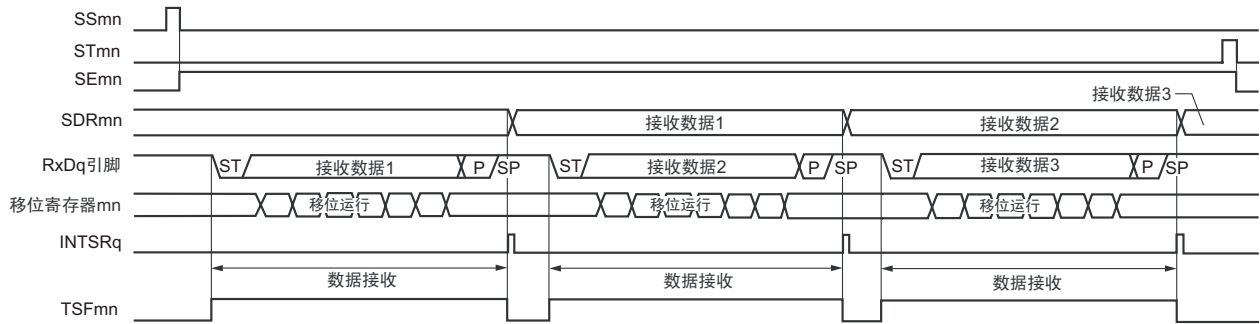 SSmn
STmn
SEmn
接收数据3
SDRmn 接收数据1 接收数据2
RxDq引脚 ST 接收数据1 P SP ST 接收数据2 P SP ST 接收数据3 P SP
移位寄存器mn 移位运行 移位运行 移位运行
INTSRq
数据接收 数据接收 数据接收
TSFmn